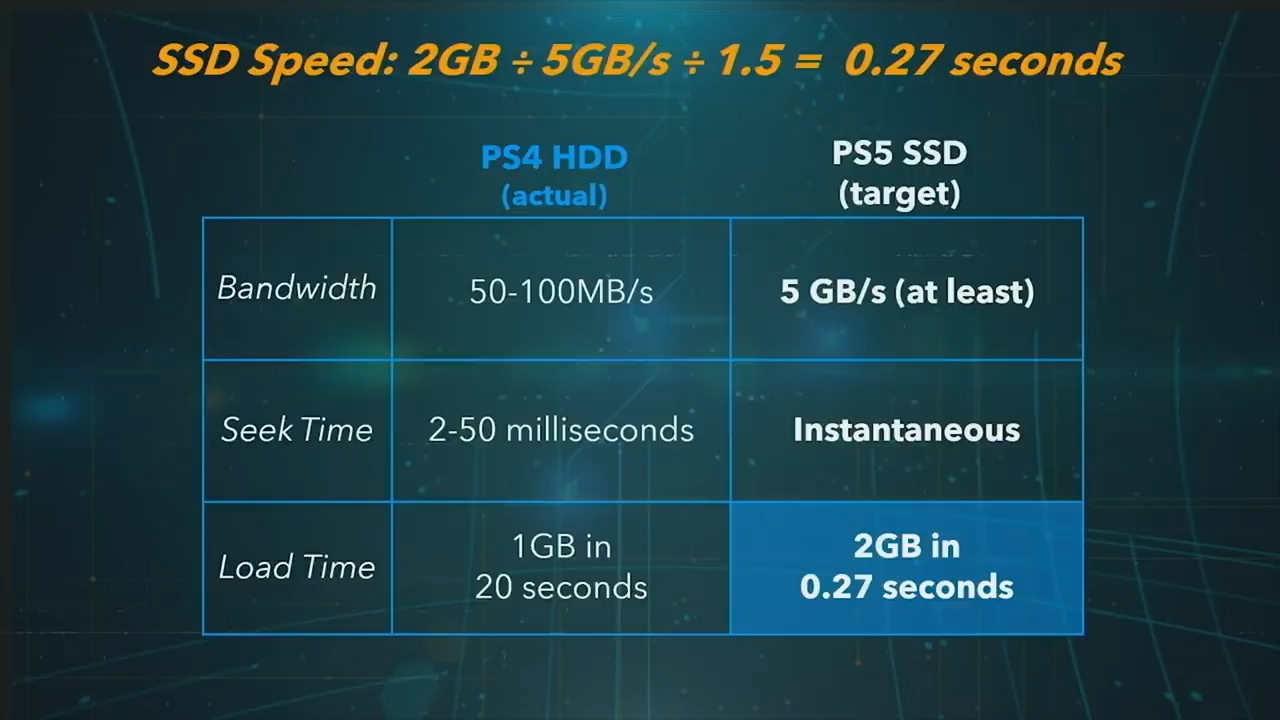 SSD Speed: 2GB ÷ 5GB/s ÷ 1.5 = 0.27 seconds
PS4 HDD
(actual)
PS5 SSD
(target)
Bandwidth
50-100MB/s
5 GB/s (at least)
Seek Time
2-50 milliseconds
Instantaneous
Load Time
1GB in
20 seconds
2GB in
0.27 seconds